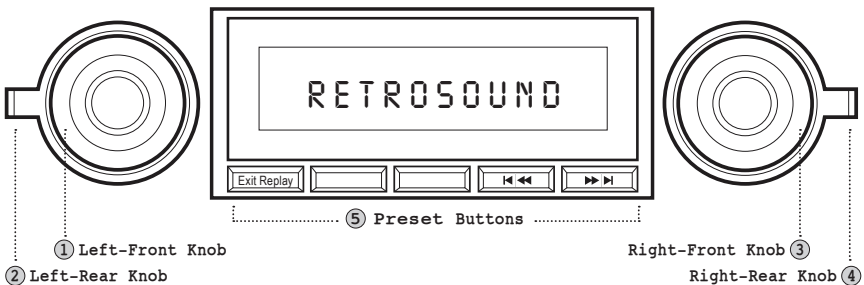 RETROSOUND
Exit Replay
5 Preset Buttons
1 Left-Front Knob
Right-Front Knob 3
2 Left-Rear Knob
Right-Rear Knob 4